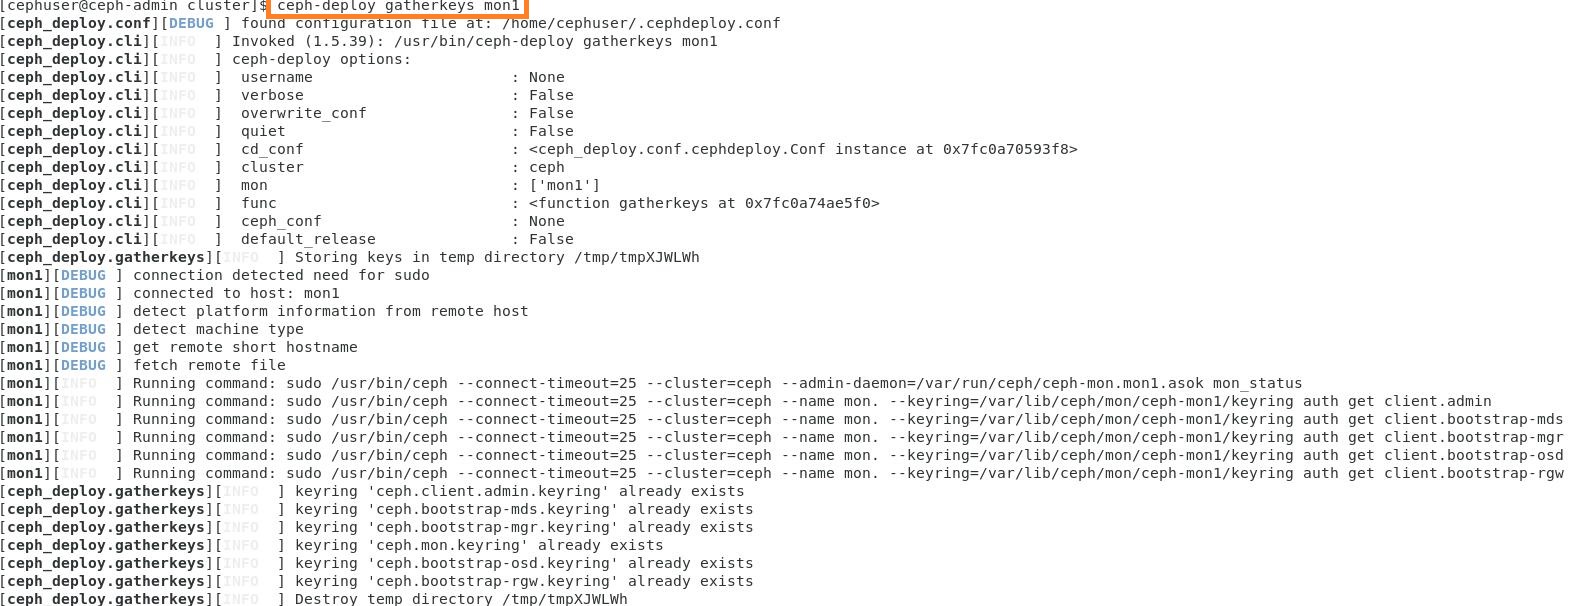 [cephuser@ceph-admin cluster]$ ceph-deploy gatherkeys mon1
[ceph_deploy.conf][DEBUG ] found configuration file at: /home/cephuser/.cephdeploy.conf
[ceph_deploy.cli][INFO  ] Invoked (1.5.39): /usr/bin/ceph-deploy gatherkeys mon1
[ceph_deploy.cli][INFO  ] ceph-deploy options:
[ceph_deploy.cli][INFO  ]  username                      : None
[ceph_deploy.cli][INFO  ]  verbose                       : False
[ceph_deploy.cli][INFO  ]  overwrite_conf                : False
[ceph_deploy.cli][INFO  ]  quiet                         : False
[ceph_deploy.cli][INFO  ]  cd_conf                       : <ceph_deploy.conf.cephdeploy.Conf instance at 0x7fc0a70593f8>
[ceph_deploy.cli][INFO  ]  cluster                       : ceph
[ceph_deploy.cli][INFO  ]  mon                           : ['mon1']
[ceph_deploy.cli][INFO  ]  func                          : <function gatherkeys at 0x7fc0a74ae5f0>
[ceph_deploy.cli][INFO  ]  ceph_conf                     : None
[ceph_deploy.cli][INFO  ]  default_release               : False
[ceph_deploy.gatherkeys][INFO  ] Storing keys in temp directory /tmp/tmpXJWLWh
[mon1][DEBUG ] connection detected need for sudo
[mon1][DEBUG ] connected to host: mon1
[mon1][DEBUG ] detect platform information from remote host
[mon1][DEBUG ] detect machine type
[mon1][DEBUG ] get remote short hostname
[mon1][DEBUG ] fetch remote file
[mon1][INFO  ] Running command: sudo /usr/bin/ceph --connect-timeout=25 --cluster=ceph --admin-daemon=/var/run/ceph/ceph-mon.mon1.asok mon_status
[mon1][INFO  ] Running command: sudo /usr/bin/ceph --connect-timeout=25 --cluster=ceph --name mon. --keyring=/var/lib/ceph/mon/ceph-mon1/keyring auth get client.admin
[mon1][INFO  ] Running command: sudo /usr/bin/ceph --connect-timeout=25 --cluster=ceph --name mon. --keyring=/var/lib/ceph/mon/ceph-mon1/keyring auth get client.bootstrap-mds
[mon1][INFO  ] Running command: sudo /usr/bin/ceph --connect-timeout=25 --cluster=ceph --name mon. --keyring=/var/lib/ceph/mon/ceph-mon1/keyring auth get client.bootstrap-mgr
[mon1][INFO  ] Running command: sudo /usr/bin/ceph --connect-timeout=25 --cluster=ceph --name mon. --keyring=/var/lib/ceph/mon/ceph-mon1/keyring auth get client.bootstrap-osd
[mon1][INFO  ] Running command: sudo /usr/bin/ceph --connect-timeout=25 --cluster=ceph --name mon. --keyring=/var/lib/ceph/mon/ceph-mon1/keyring auth get client.bootstrap-rgw
[ceph_deploy.gatherkeys][INFO  ] keyring 'ceph.client.admin.keyring' already exists
[ceph_deploy.gatherkeys][INFO  ] keyring 'ceph.bootstrap-mds.keyring' already exists
[ceph_deploy.gatherkeys][INFO  ] keyring 'ceph.bootstrap-mgr.keyring' already exists
[ceph_deploy.gatherkeys][INFO  ] keyring 'ceph.mon.keyring' already exists
[ceph_deploy.gatherkeys][INFO  ] keyring 'ceph.bootstrap-osd.keyring' already exists
[ceph_deploy.gatherkeys][INFO  ] keyring 'ceph.bootstrap-rgw.keyring' already exists
[ceph_deploy.gatherkeys][INFO  ] Destroy temp directory /tmp/tmpXJWLWh